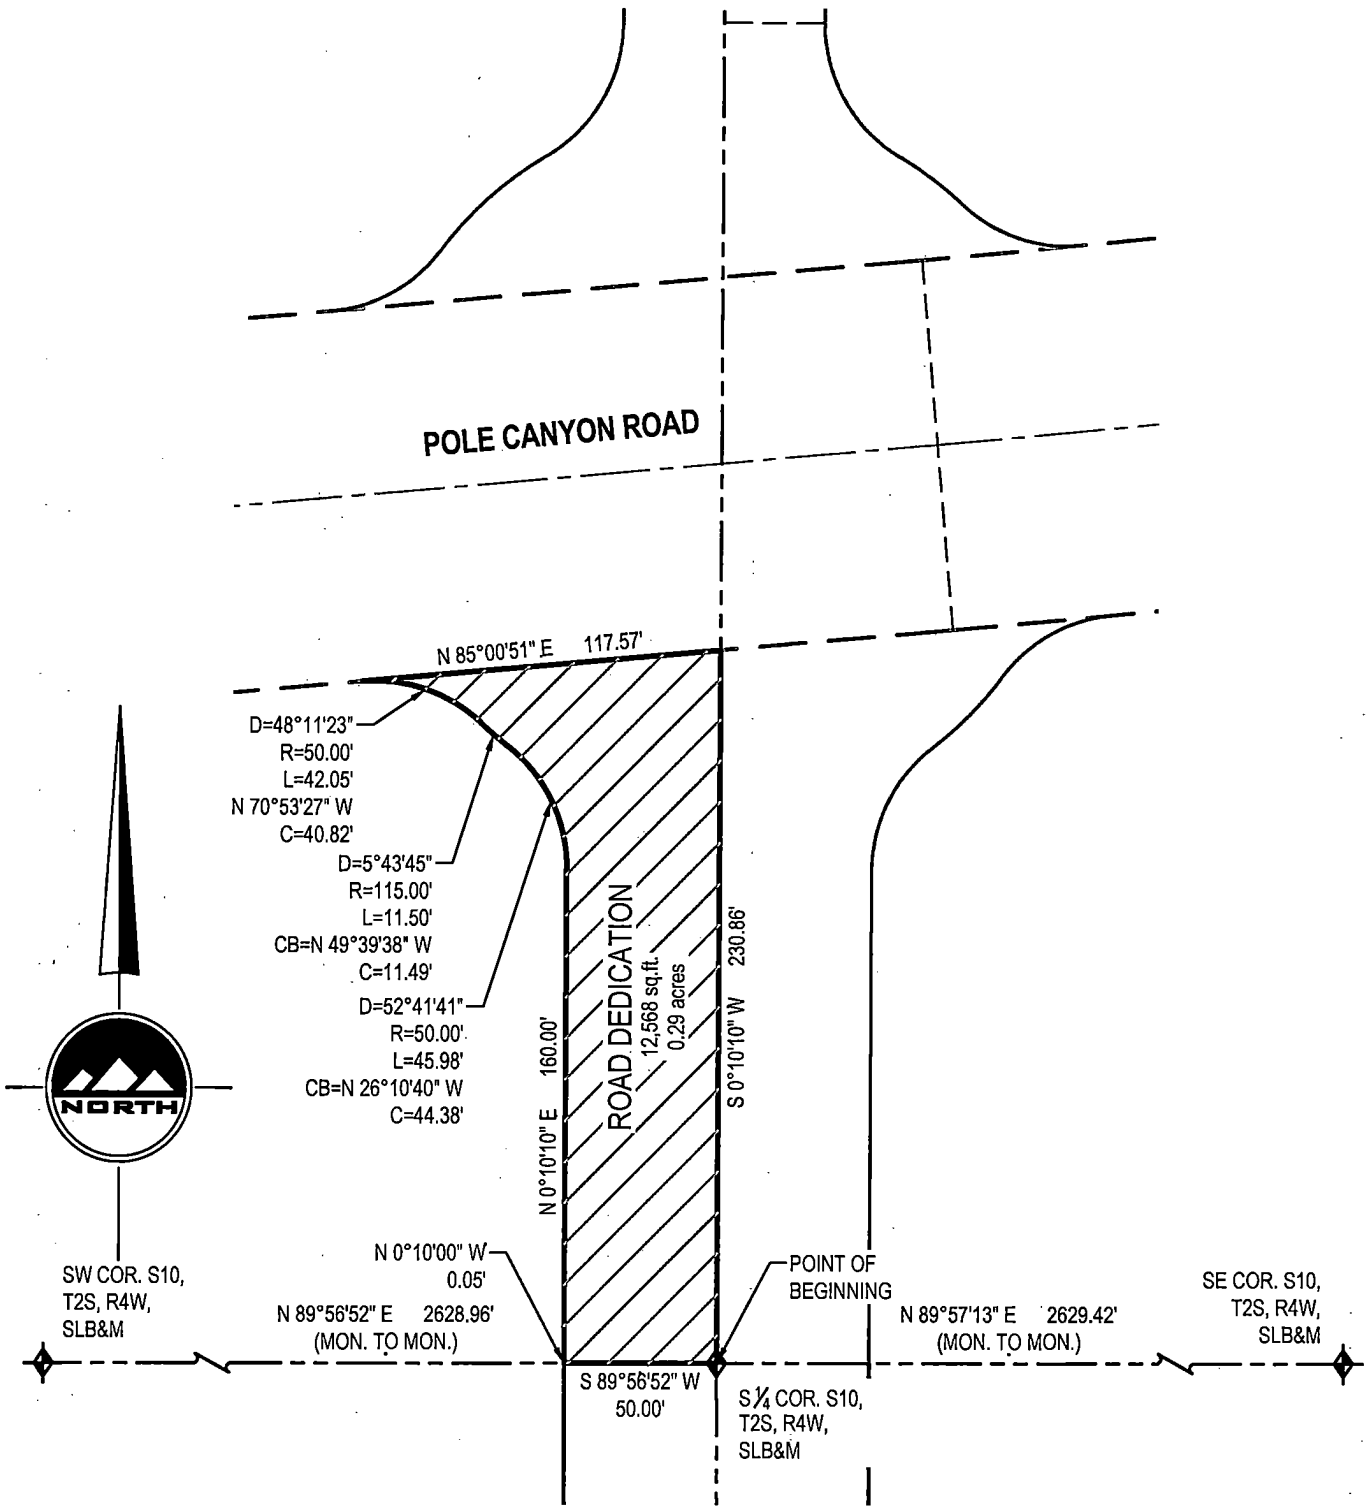 POLE CANYON ROAD
N 85°00'51" E 117.57'
D=48°11'23"
R=50.00'
L=42.05'
N 70°53'27" W
C=40.82'
D=5°43'45"
R=115.00'
L=11.50'
CB=N 49°39'38" W
C=11.49'
D=52°41'41"
R=50.00'
L=45.98'
CB=N 26°10'40" W
C=44.38'
ROAD DEDICATION
12,568 sq.ft.
0.29 acres
S 0°10'10" W 230.86'
N 0°10'10" E 160.00'
NORTH
N 0°10'00" W
0.05'
POINT OF
BEGINNING
SW COR. S10,
T2S, R4W,
SLB&M
N 89°56'52" E 2628.96'
(MON. TO MON.)
N 89°57'13" E 2629.42'
(MON. TO MON.)
SE COR. S10,
T2S, R4W,
SLB&M
S 89°56'52" W
50.00'
S 1/4 COR. S10,
T2S, R4W,
SLB&M